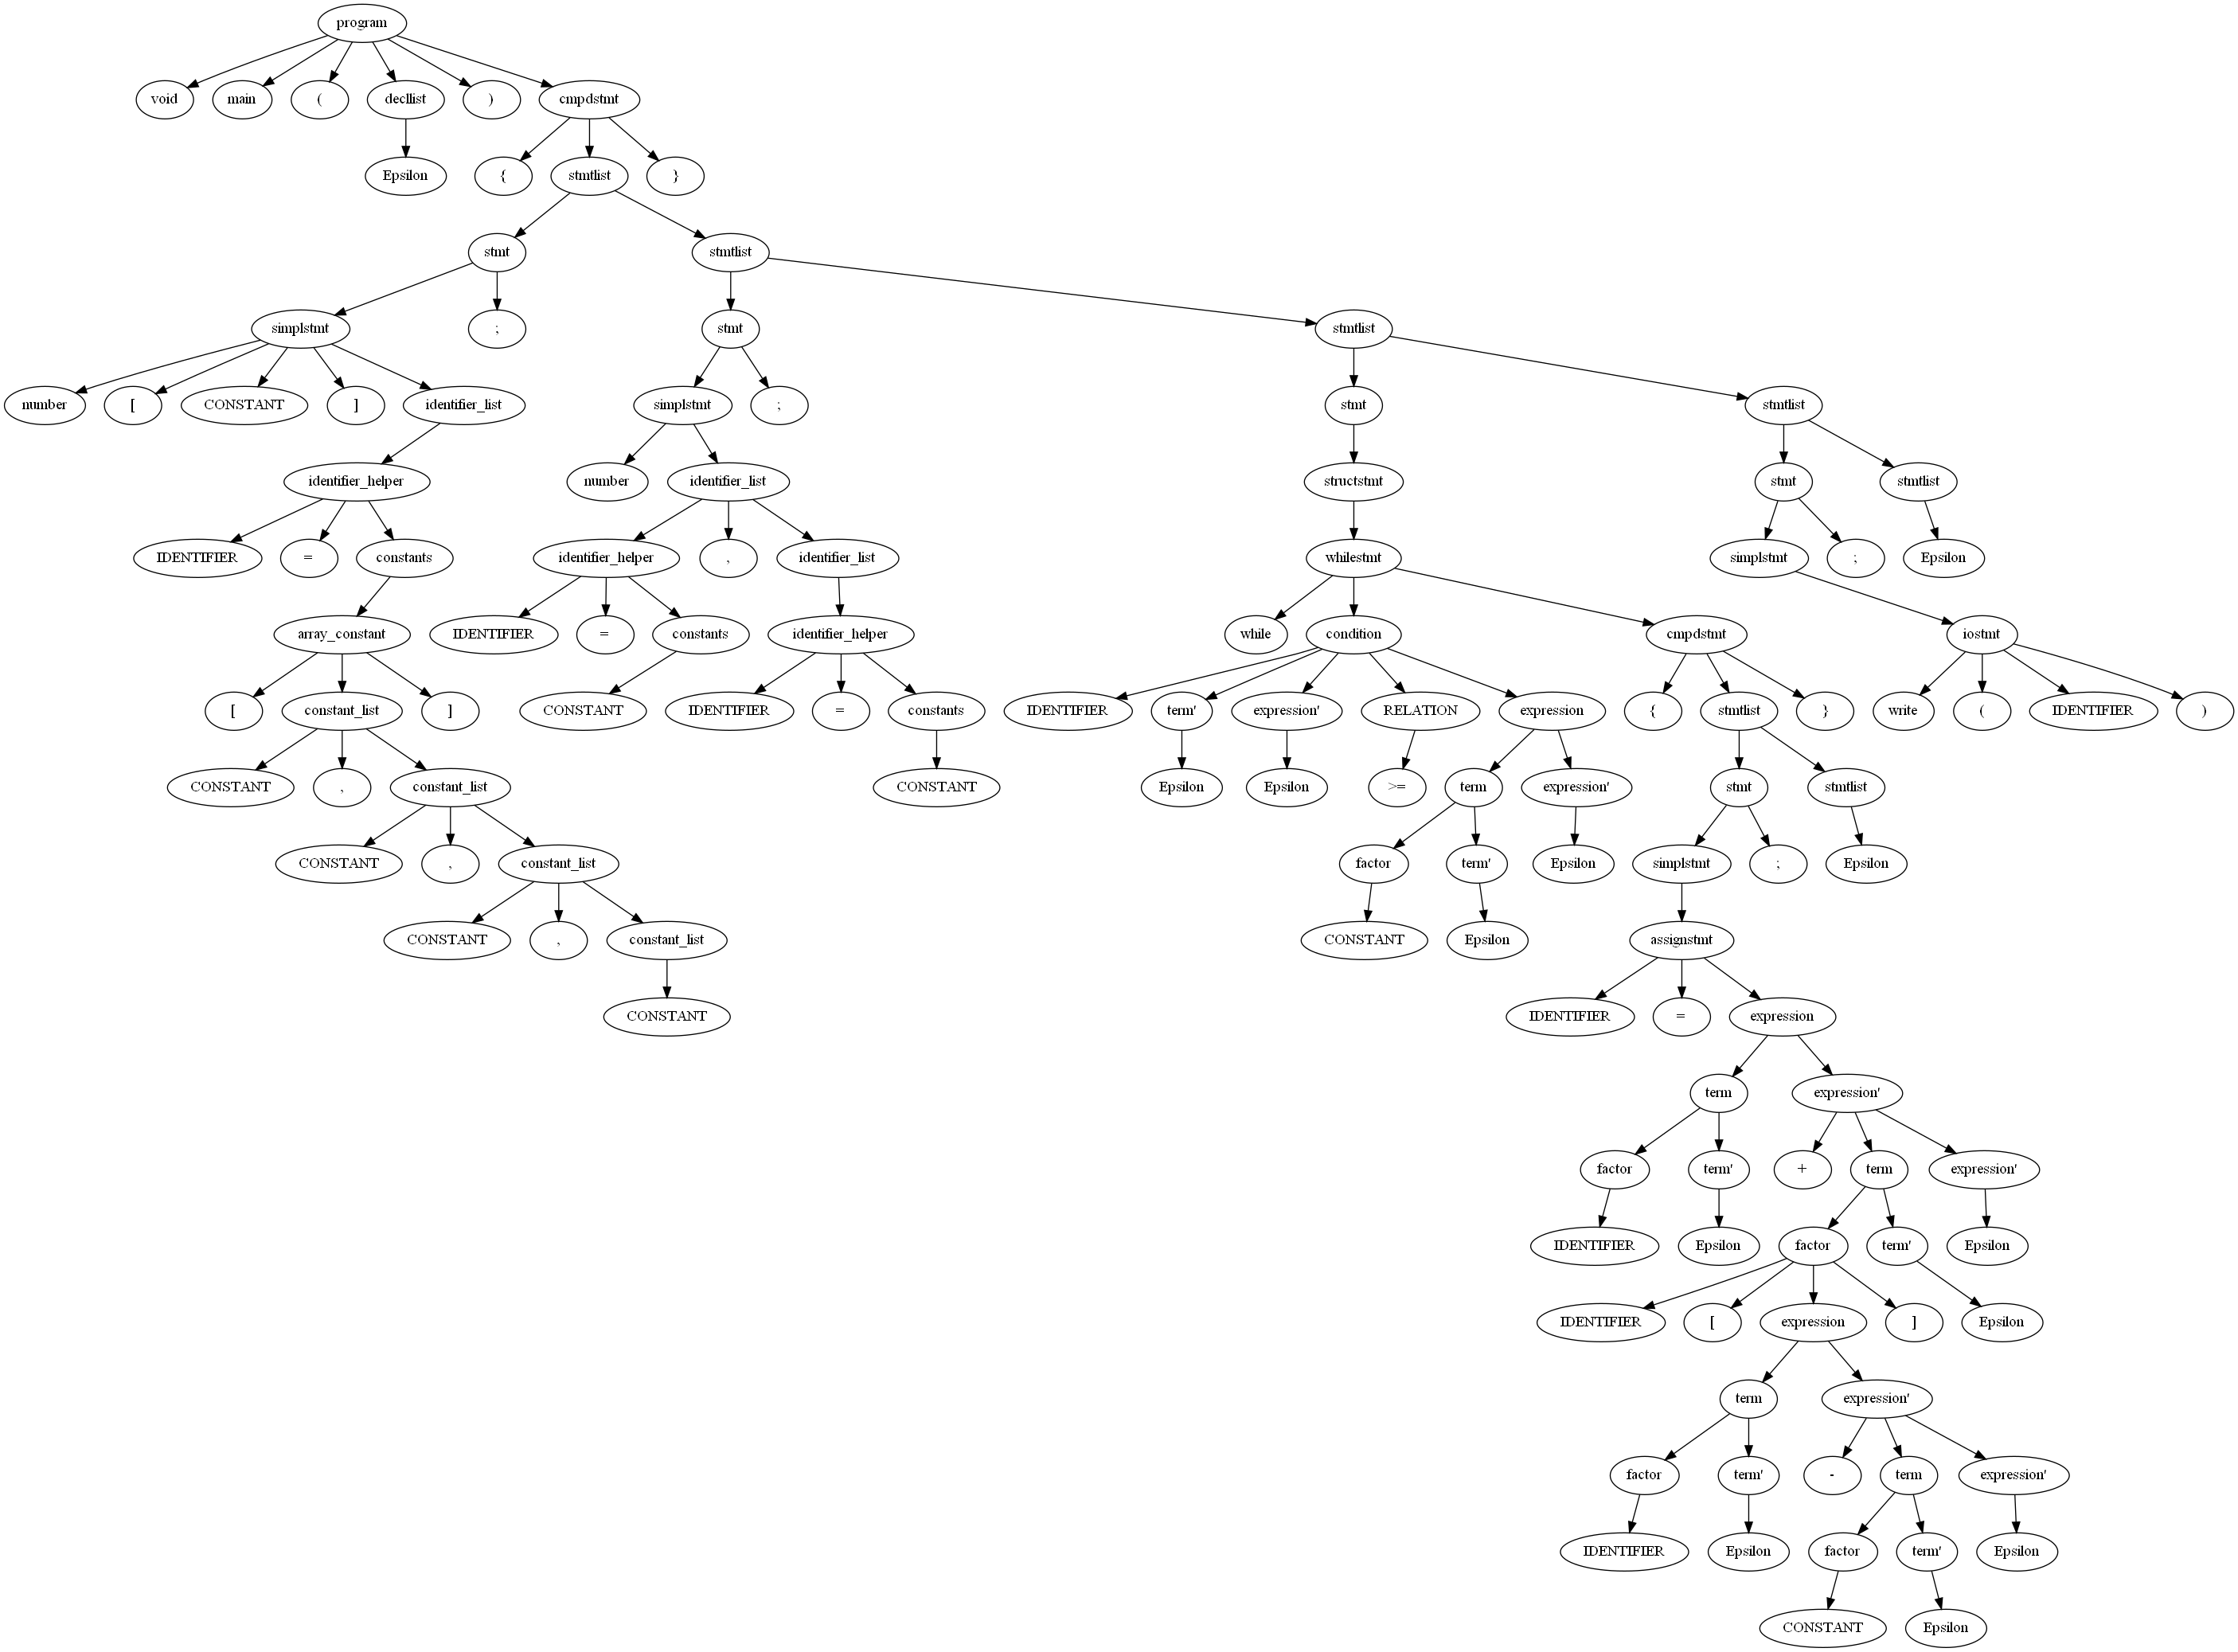 program
void main ( decllist ) cmpdstmt
Epsilon { stmtlist }
stmt stmtlist
simplstmt ; stmt stmtlist
number [ CONSTANT ] identifier_list simplstmt ; stmt stmtlist
identifier_helper number identifier_list structstmt stmt stmtlist
IDENTIFIER = constants identifier_helper , identifier_list whilestmt simplstmt ; Epsilon
array_constant IDENTIFIER = constants identifier_helper while condition cmpdstmt iostmt
[ constant_list ] CONSTANT IDENTIFIER = constants IDENTIFIER term' expression' RELATION expression { stmtlist } write ( IDENTIFIER )
CONSTANT , constant_list CONSTANT Epsilon Epsilon >= term expression' stmt stmtlist
CONSTANT , constant_list factor term' Epsilon simplstmt ; Epsilon
CONSTANT , constant_list CONSTANT Epsilon assignstmt
CONSTANT IDENTIFIER = expression
term expression'
factor term' + term expression'
IDENTIFIER Epsilon factor term' Epsilon
IDENTIFIER [ expression ] Epsilon
term expression'
factor term' - term expression'
IDENTIFIER Epsilon factor term' Epsilon
CONSTANT Epsilon